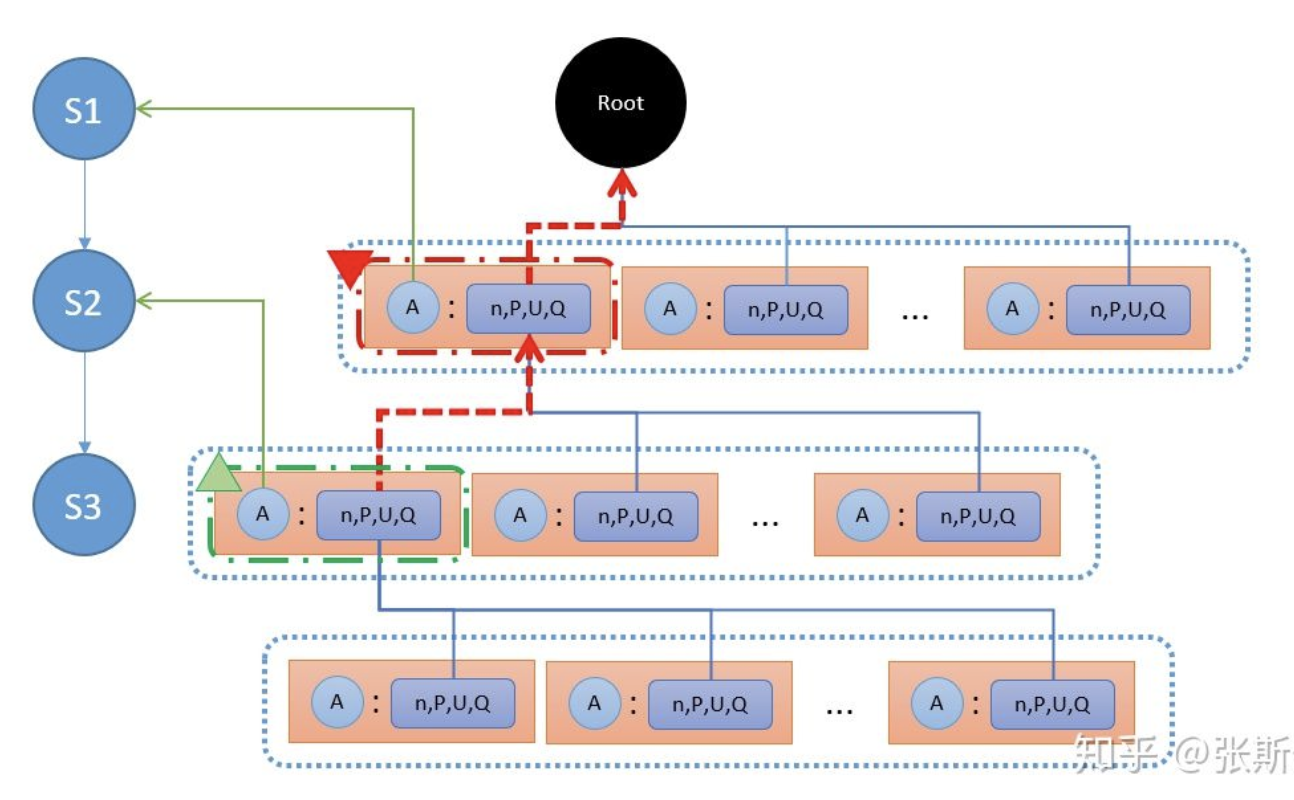 S1
Root
S2
A : n,P,U,Q A : n,P,U,Q ... A : n,P,U,Q
S3
A : n,P,U,Q A : n,P,U,Q ... A : n,P,U,Q
A : n,P,U,Q A : n,P,U,Q ... A : n,P,U,Q
知乎 @张斯